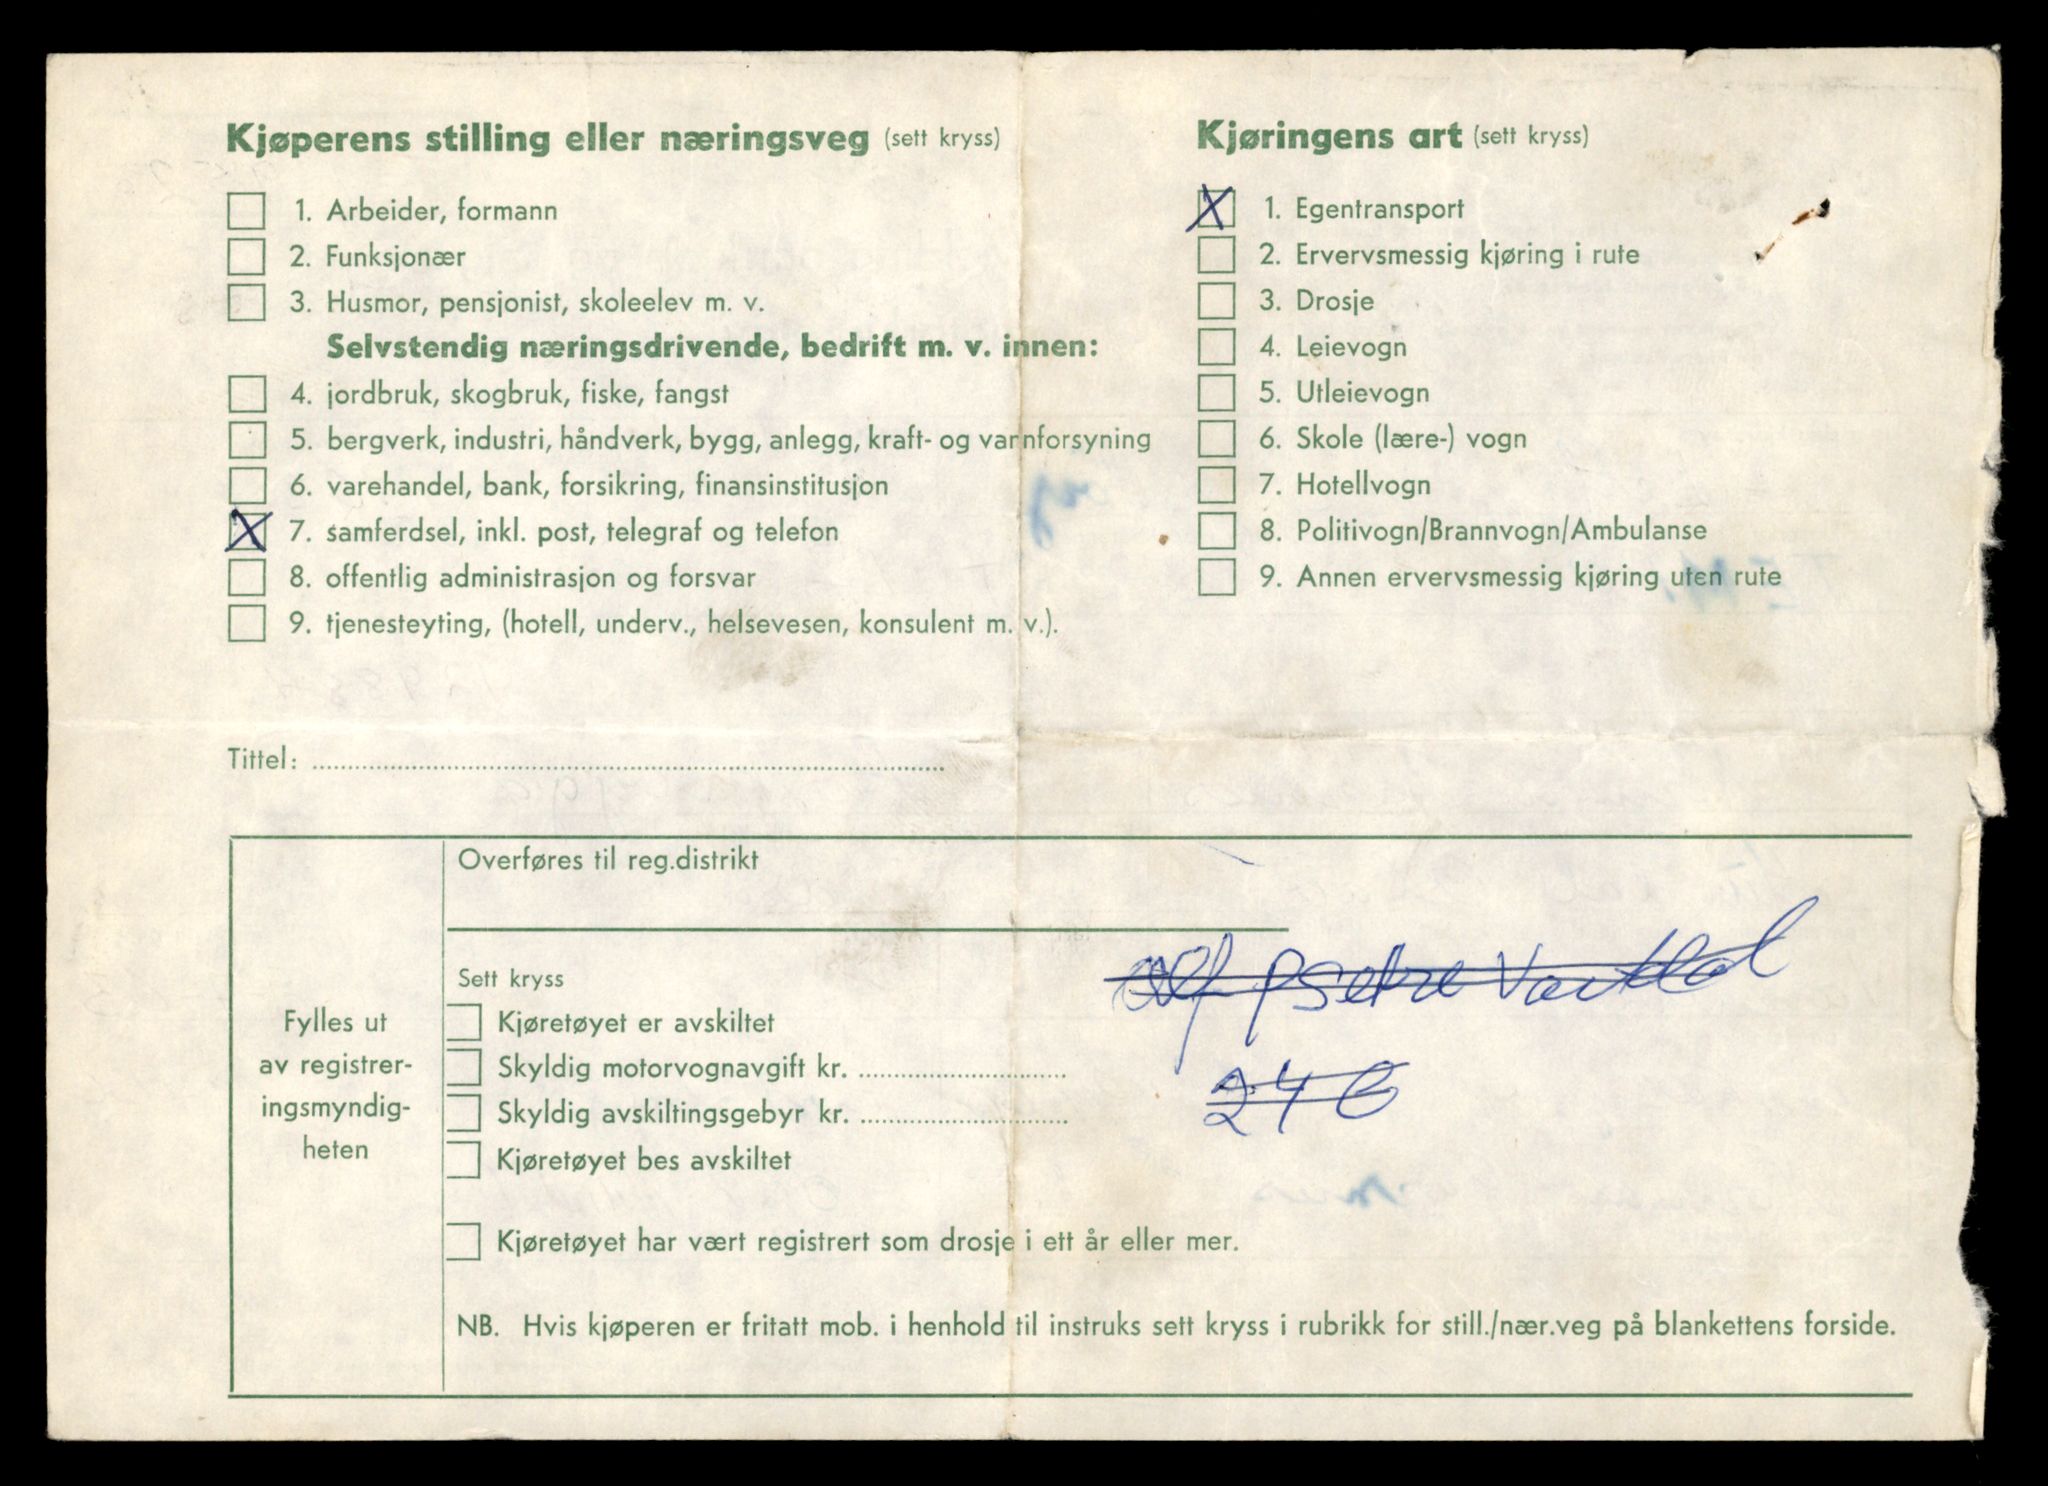 Kjøperens stilling eller næringsveg (sett kryss)
1. Arbeider, formann
2. Funksjonær
3. Husmor, pensjonist, skoleelev m. v.
Selvstendig næringsdrivende, bedrift m. v. innen:
4. jordbruk, skogbruk, fiske, fangst
5. bergverk, industri, håndverk, bygg, anlegg, kraft- og vannforsyning
6. varehandel, bank, forsikring, finansinstitusjon
X 7. samferdsel, inkl. post, telegraf og telefon
8. offentlig administrasjon og forsvar
9. tjenesteyting, (hotell, underv., helsevesen, konsulent m. v.).
Kjøringens art (sett kryss)
X 1. Egentransport
2. Ervervsmessig kjøring i rute
3. Drosje
4. Leievogn
5. Utleievogn
6. Skole (lære-) vogn
7. Hotellvogn
8. Politivogn/Brannvogn/Ambulanse
9. Annen ervervsmessig kjøring uten rute
Tittel:
Fylles ut
av registrer-
ingsmyndig-
heten
Overføres til reg.distrikt
Sett kryss
Kjøretøyet er avskiltet
Skyldig motorvognavgift kr.
Skyldig avskiltingsgebyr kr.
Kjøretøyet bes avskiltet
Kjøretøyet har vært registrert som drosje i ett år eller mer.
NB. Hvis kjøperen er fritatt mob. i henhold til instruks sett kryss i rubrikk for still./nær.veg på blankettens forside.
Alf